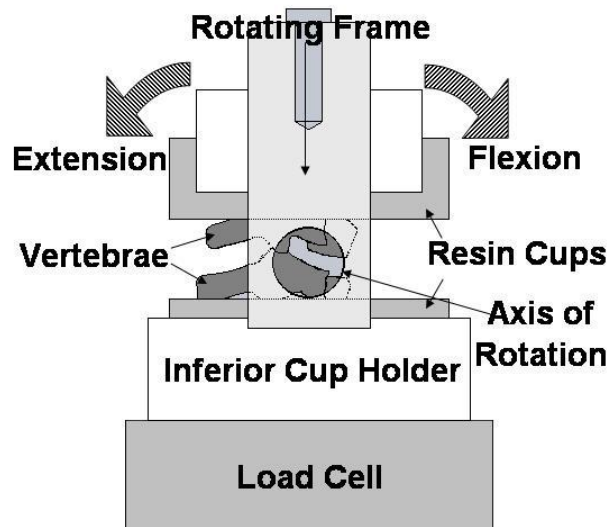 Rotating Frame
Extension
Flexion
Vertebrae
Resin Cups
Axis of
Rotation
Inferior Cup Holder
Load Cell